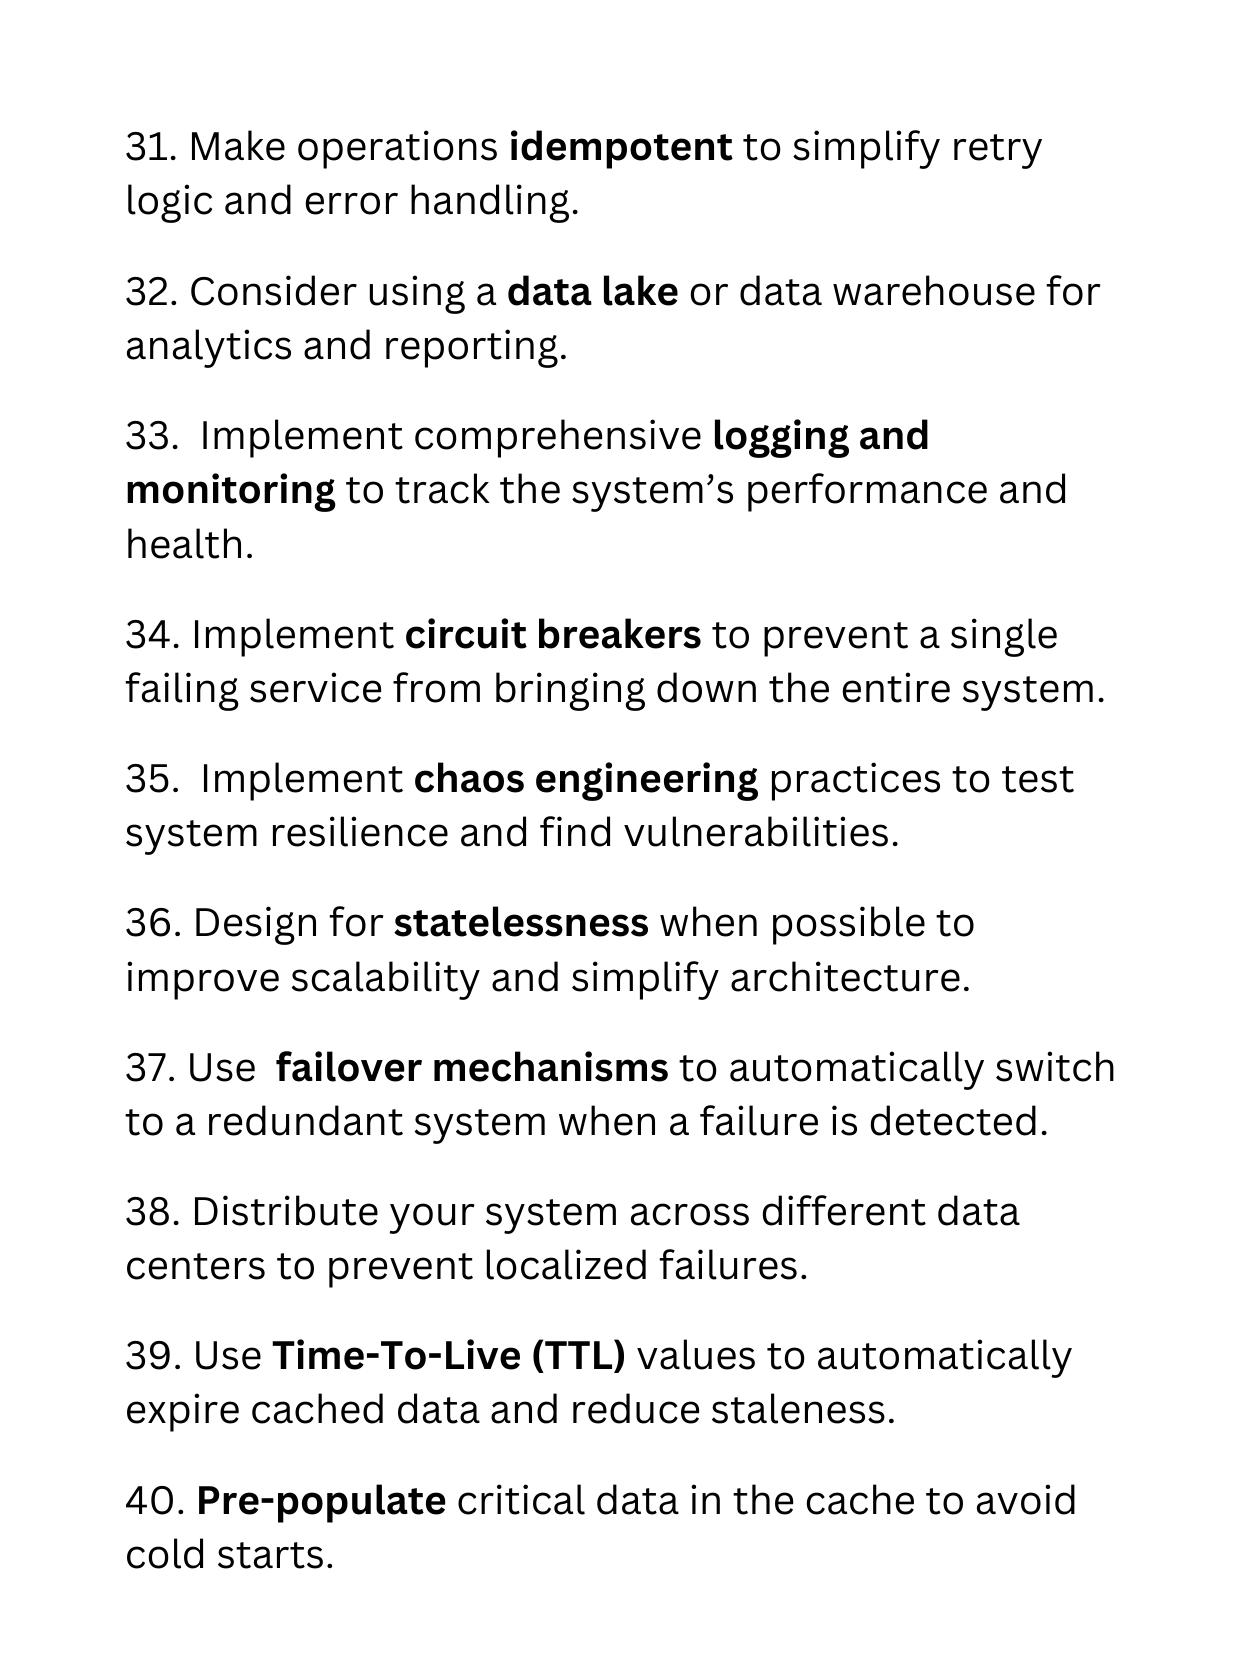 31. Make operations idempotent to simplify retry
logic and error handling.
32. Consider using a data lake or data warehouse for
analytics and reporting.
33.  Implement comprehensive logging and
monitoring to track the system’s performance and
health.
34. Implement circuit breakers to prevent a single
failing service from bringing down the entire system.
35.  Implement chaos engineering practices to test
system resilience and find vulnerabilities.
36. Design for statelessness when possible to
improve scalability and simplify architecture.
37. Use  failover mechanisms to automatically switch
to a redundant system when a failure is detected.
38. Distribute your system across different data
centers to prevent localized failures.
39. Use Time-To-Live (TTL) values to automatically
expire cached data and reduce staleness.
40. Pre-populate critical data in the cache to avoid
cold starts.